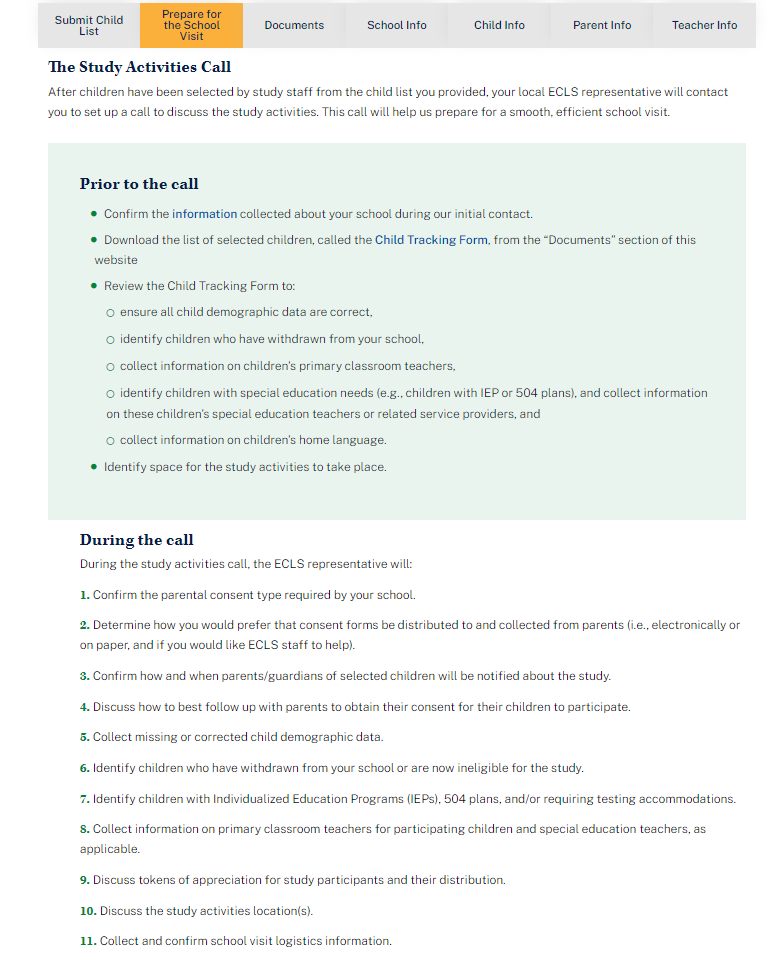 Submit Child
List
Prepare for
the School
Visit
Documents
School Info
Child Info
Parent Info
Teacher Info
The Study Activities Call
After children have been selected by study staff from the child list you provided, your local ECLS representative will contact
you to set up a call to discuss the study activities. This call will help us prepare for a smooth, efficient school visit.
Prior to the call
● Confirm the information collected about your school during our initial contact.
● Download the list of selected children, called the Child Tracking Form, from the “Documents” section of this
website
● Review the Child Tracking Form to:
○ ensure all child demographic data are correct,
○ identify children who have withdrawn from your school,
○ collect information on children's primary classroom teachers,
○ identify children with special education needs (e.g., children with IEP or 504 plans), and collect information
on these children's special education teachers or related service providers, and
○ collect information on children's home language.
● Identify space for the study activities to take place.
During the call
During the study activities call, the ECLS representative will:
1. Confirm the parental consent type required by your school.
2. Determine how you would prefer that consent forms be distributed to and collected from parents (i.e., electronically or
on paper, and if you would like ECLS staff to help).
3. Confirm how and when parents/guardians of selected children will be notified about the study.
4. Discuss how to best follow up with parents to obtain their consent for their children to participate.
5. Collect missing or corrected child demographic data.
6. Identify children who have withdrawn from your school or are now ineligible for the study.
7. Identify children with Individualized Education Programs (IEPs), 504 plans, and/or requiring testing accommodations.
8. Collect information on primary classroom teachers for participating children and special education teachers, as
applicable.
9. Discuss tokens of appreciation for study participants and their distribution.
10. Discuss the study activities location(s).
11. Collect and confirm school visit logistics information.